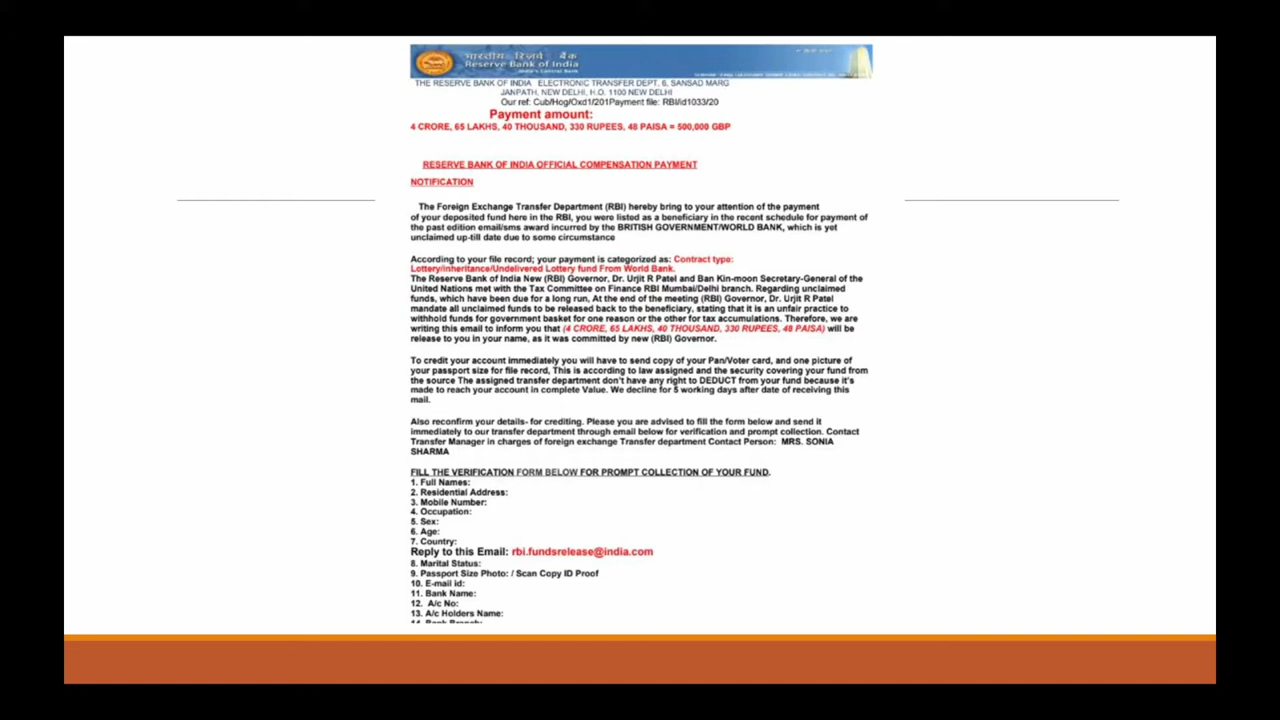 भारतीय रिज़र्व बैंक
Reserve Bank of India
India's Central Bank
THE RESERVE BANK OF INDIA ELECTRONIC TRANSFER DEPT, 6, SANSAD MARG
JANPATH, NEW DELHI, H.O. 1100 NEW DELHI
Our ref: Cub/Hog/Oxd1/201Payment file: RBI/id1033/20
Payment amount:
4 CRORE, 65 LAKHS, 40 THOUSAND, 330 RUPEES, 48 PAISA = 500,000 GBP
RESERVE BANK OF INDIA OFFICIAL COMPENSATION PAYMENT
NOTIFICATION
The Foreign Exchange Transfer Department (RBI) hereby bring to your attention of the payment
of your deposited fund here in the RBI, you were listed as a beneficiary in the recent schedule for payment of
the past edition email/sms award incurred by the BRITISH GOVERNMENT/WORLD BANK, which is yet
unclaimed up-till date due to some circumstance
According to your file record; your payment is categorized as: Contract type:
Lottery/inheritance/Undelivered Lottery fund From World Bank.
The Reserve Bank of India New (RBI) Governor, Dr. Urjit R Patel and Ban Kin-moon Secretary-General of the
United Nations met with the Tax Committee on Finance RBI Mumbai/Delhi branch. Regarding unclaimed
funds, which have been due for a long run, At the end of the meeting (RBI) Governor, Dr. Urjit R Patel
mandate all unclaimed funds to be released back to the beneficiary, stating that it is an unfair practice to
withhold funds for government basket for one reason or the other for tax accumulations. Therefore, we are
writing this email to inform you that (4 CRORE, 65 LAKHS, 40 THOUSAND, 330 RUPEES, 48 PAISA) will be
release to you in your name, as it was committed by new (RBI) Governor.
To credit your account immediately you will have to send copy of your Pan/Voter card, and one picture of
your passport size for file record, This is according to law assigned and the security covering your fund from
the source The assigned transfer department don't have any right to DEDUCT from your fund because it's
made to reach your account in complete Value. We decline for 5 working days after date of receiving this
mail.
Also reconfirm your details- for crediting. Please you are advised to fill the form below and send it
immediately to our transfer department through email below for verification and prompt collection. Contact
Transfer Manager in charges of foreign exchange Transfer department Contact Person: MRS. SONIA
SHARMA
FILL THE VERIFICATION FORM BELOW FOR PROMPT COLLECTION OF YOUR FUND.
1. Full Names:
2. Residential Address:
3. Mobile Number:
4. Occupation:
5. Sex:
6. Age:
7. Country:
Reply to this Email: rbi.fundsrelease@india.com
8. Marital Status:
9. Passport Size Photo: / Scan Copy ID Proof
10. E-mail id:
11. Bank Name:
12. A/c No:
13. A/c Holders Name:
14. Bank Branch: